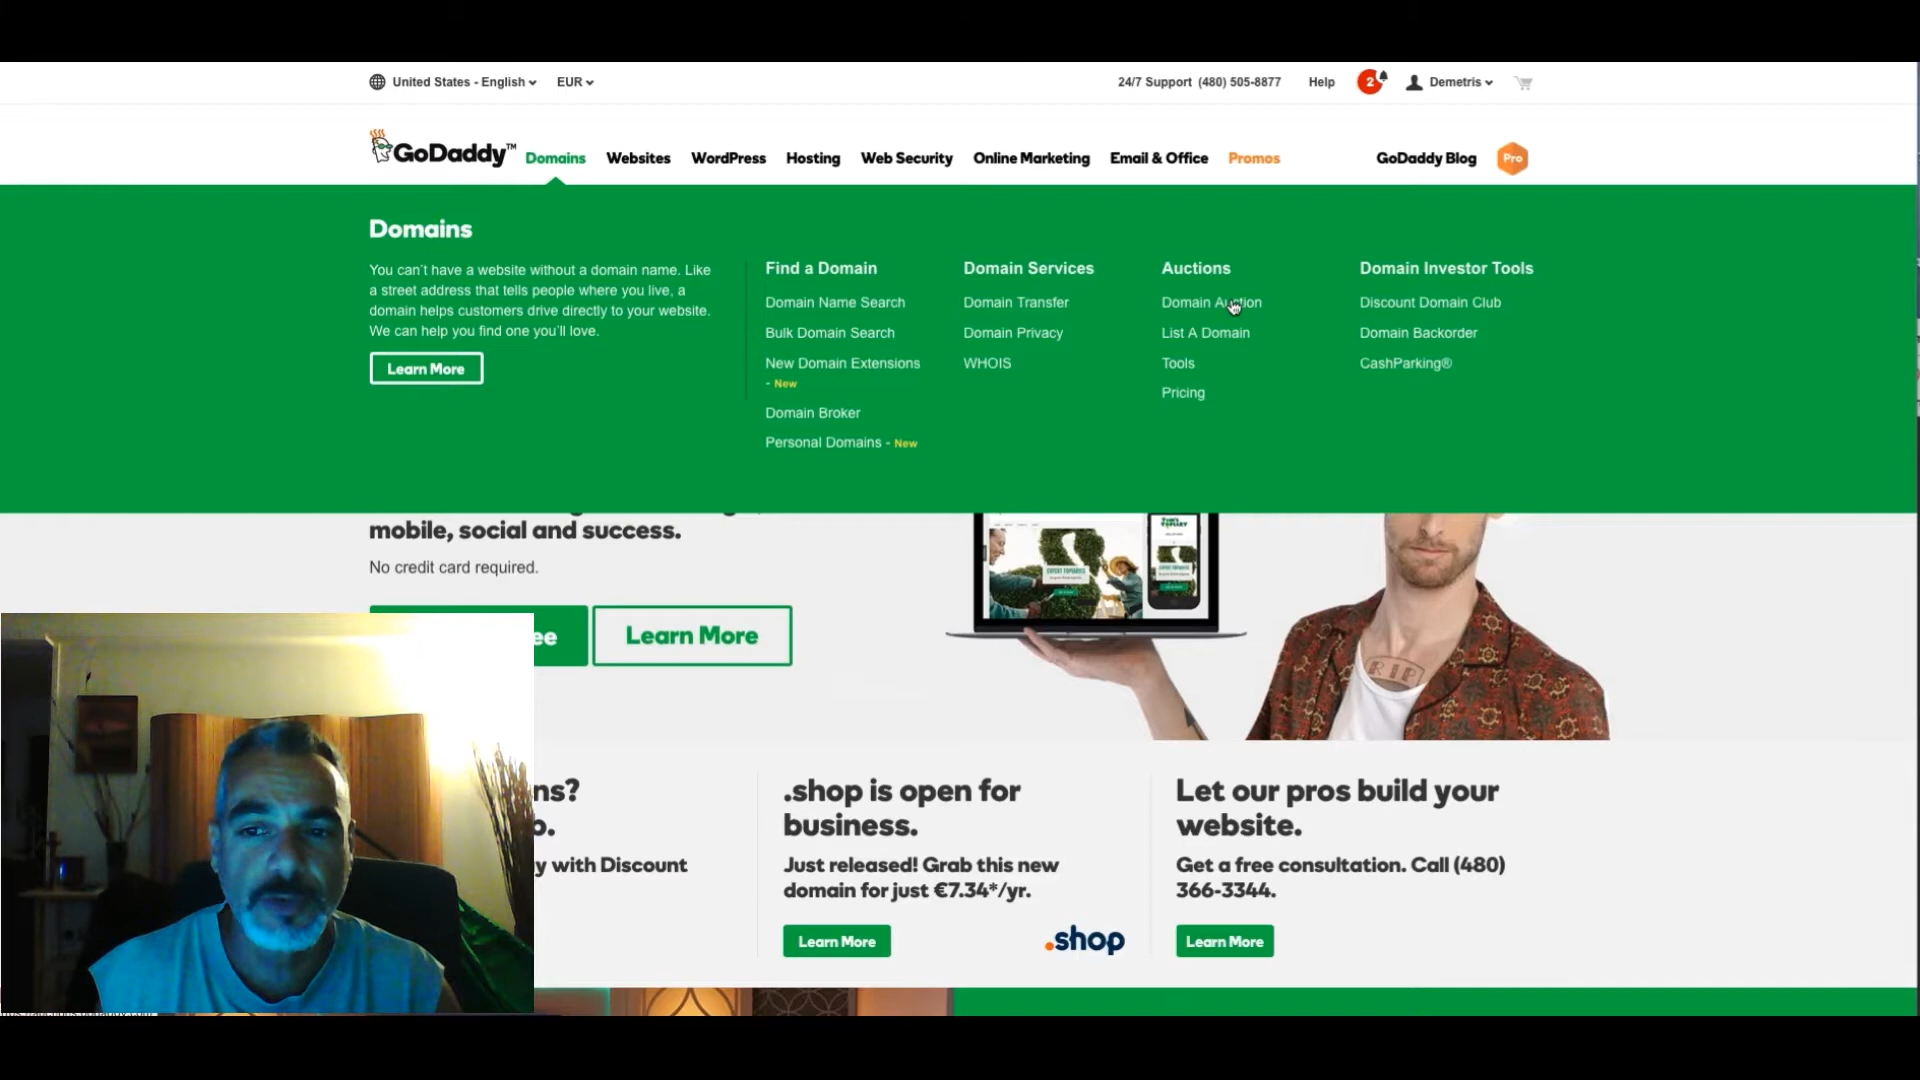 United States - English EUR 24/7 Support (480) 505-8877 Help 2 Demetris
GoDaddy™ Domains Websites WordPress Hosting Web Security Online Marketing Email & Office Promos GoDaddy Blog Pro
Domains
You can't have a website without a domain name. Like
a street address that tells people where you live, a
domain helps customers drive directly to your website.
We can help you find one you'll love.
Learn More
Find a Domain
Domain Name Search
Bulk Domain Search
New Domain Extensions
- New
Domain Broker
Personal Domains - New
Domain Services
Domain Transfer
Domain Privacy
WHOIS
Auctions
Domain Auction
List A Domain
Tools
Pricing
Domain Investor Tools
Discount Domain Club
Domain Backorder
CashParking®
mobile, social and success.
No credit card required.
ee
Learn More
EXPERT TOPIARIES
RIP
ns?
o.
y with Discount
.shop is open for
business.
Just released! Grab this new
domain for just €7.34*/yr.
Learn More
.shop
Let our pros build your
website.
Get a free consultation. Call (480)
366-3344.
Learn More